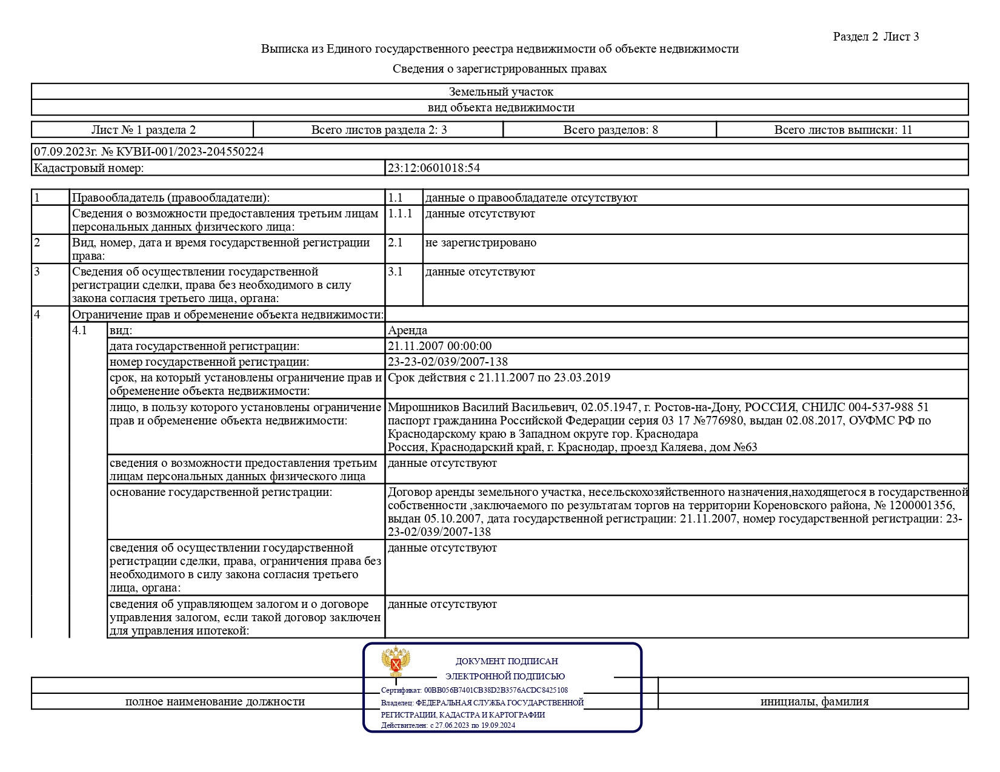 Раздел 2 Лист 3
Выписка из Единого государственного реестра недвижимости об объекте недвижимости
Сведения о зарегистрированных правах
Земельный участок
вид объекта недвижимости
Лист № 1 раздела 2 Всего листов раздела 2: 3 Всего разделов: 8 Всего листов выписки: 11
07.09.2023г. № КУВИ-001/2023-204550224
Кадастровый номер: 23:12:0601018:54
1 Правообладатель (правообладатели): 1.1 данные о правообладателе отсутствуют
Сведения о возможности предоставления третьим лицам 1.1.1 данные отсутствуют
персональных данных физического лица:
2 Вид, номер, дата и время государственной регистрации 2.1 не зарегистрировано
права:
3 Сведения об осуществлении государственной 3.1 данные отсутствуют
регистрации сделки, права без необходимого в силу
закона согласия третьего лица, органа:
4 Ограничение прав и обременение объекта недвижимости:
4.1 вид: Аренда
дата государственной регистрации: 21.11.2007 00:00:00
номер государственной регистрации: 23-23-02/039/2007-138
срок, на который установлены ограничение прав и Срок действия с 21.11.2007 по 23.03.2019
обременение объекта недвижимости:
лицо, в пользу которого установлены ограничение Мирошников Василий Васильевич, 02.05.1947, г. Ростов-на-Дону, РОССИЯ, СНИЛС 004-537-988 51
прав и обременение объекта недвижимости: паспорт гражданина Российской Федерации серия 03 17 №776980, выдан 02.08.2017, ОУФМС РФ по
Краснодарскому краю в Западном округе гор. Краснодара
Россия, Краснодарский край, г. Краснодар, проезд Каляева, дом №63
сведения о возможности предоставления третьим данные отсутствуют
лицам персональных данных физического лица
основание государственной регистрации: Договор аренды земельного участка, несельскохозяйственного назначения,находящегося в государственной
собственности ,заключаемого по результатам торгов на территории Кореновского района, № 1200001356,
выдан 05.10.2007, дата государственной регистрации: 21.11.2007, номер государственной регистрации: 23-
23-02/039/2007-138
сведения об осуществлении государственной данные отсутствуют
регистрации сделки, права, ограничения права без
необходимого в силу закона согласия третьего
лица, органа:
сведения об управляющем залогом и о договоре данные отсутствуют
управления залогом, если такой договор заключен
для управления ипотекой:
ДОКУМЕНТ ПОДПИСАН
ЭЛЕКТРОННОЙ ПОДПИСЬЮ
Сертификат: 00BB056B7401CB38D2B3576ACDC8425108
Владелец: ФЕДЕРАЛЬНАЯ СЛУЖБА ГОСУДАРСТВЕННОЙ
РЕГИСТРАЦИИ, КАДАСТРА И КАРТОГРАФИИ
Действителен: с 27.06.2023 по 19.09.2024
полное наименование должности инициалы, фамилия